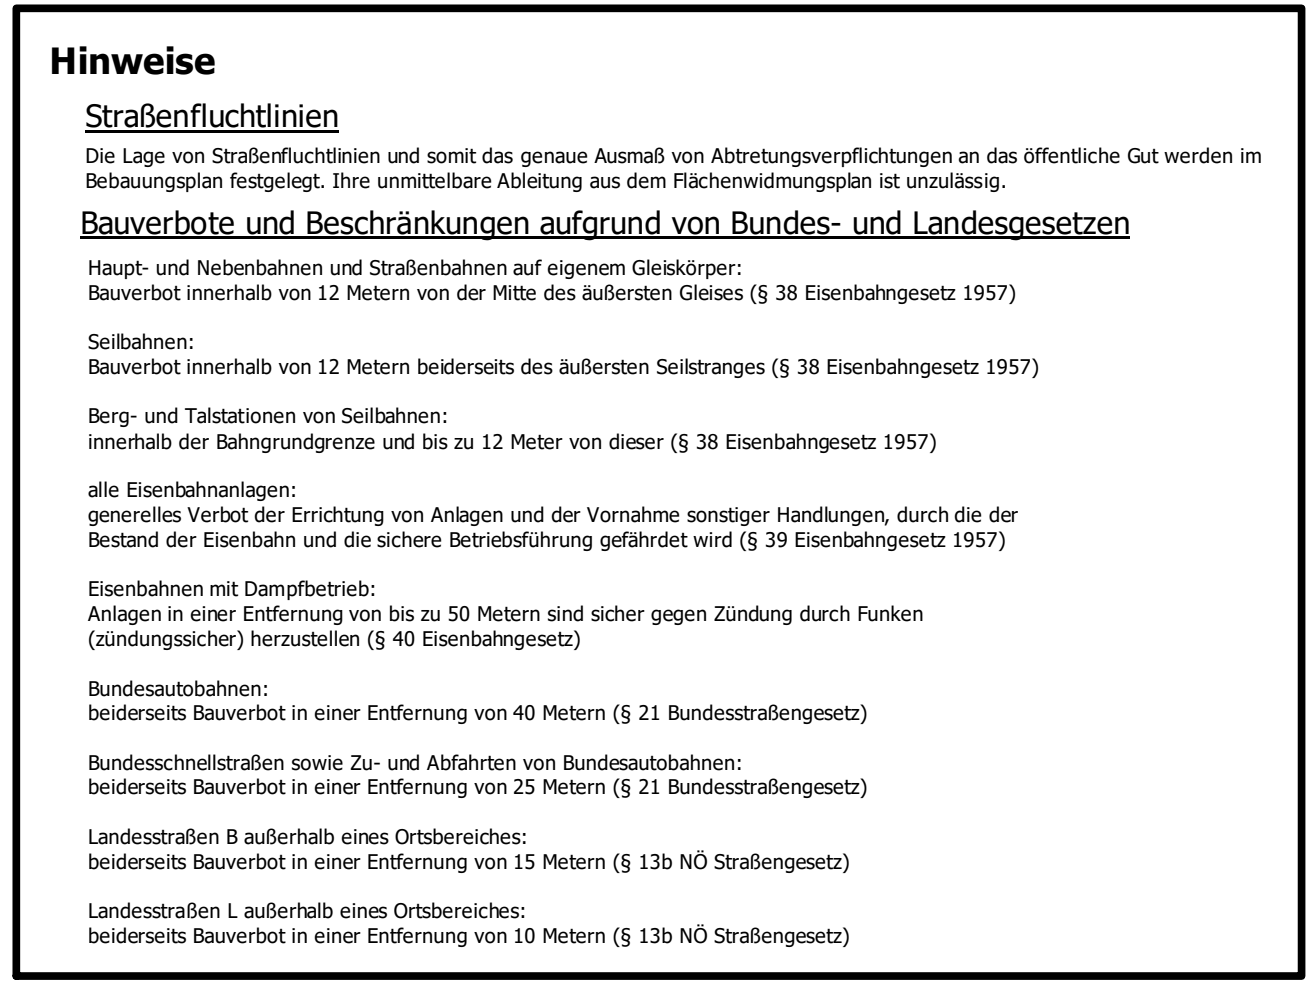 Hinweise
Straßenfluchtlinien
Die Lage von Straßenfluchtlinien und somit das genaue Ausmaß von Abtretungsverpflichtungen an das öffentliche Gut werden im
Bebauungsplan festgelegt. Ihre unmittelbare Ableitung aus dem Flächenwidmungsplan ist unzulässig.
Bauverbote und Beschränkungen aufgrund von Bundes- und Landesgesetzen
Haupt- und Nebenbahnen und Straßenbahnen auf eigenem Gleiskörper:
Bauverbot innerhalb von 12 Metern von der Mitte des äußersten Gleises (§ 38 Eisenbahngesetz 1957)
Seilbahnen:
Bauverbot innerhalb von 12 Metern beiderseits des äußersten Seilstranges (§ 38 Eisenbahngesetz 1957)
Berg- und Talstationen von Seilbahnen:
innerhalb der Bahngrundgrenze und bis zu 12 Meter von dieser (§ 38 Eisenbahngesetz 1957)
alle Eisenbahnanlagen:
generelles Verbot der Errichtung von Anlagen und der Vornahme sonstiger Handlungen, durch die der
Bestand der Eisenbahn und die sichere Betriebsführung gefährdet wird (§ 39 Eisenbahngesetz 1957)
Eisenbahnen mit Dampfbetrieb:
Anlagen in einer Entfernung von bis zu 50 Metern sind sicher gegen Zündung durch Funken
(zündungssicher) herzustellen (§ 40 Eisenbahngesetz)
Bundesautobahnen:
beiderseits Bauverbot in einer Entfernung von 40 Metern (§ 21 Bundesstraßengesetz)
Bundesschnellstraßen sowie Zu- und Abfahrten von Bundesautobahnen:
beiderseits Bauverbot in einer Entfernung von 25 Metern (§ 21 Bundesstraßengesetz)
Landesstraßen B außerhalb eines Ortsbereiches:
beiderseits Bauverbot in einer Entfernung von 15 Metern (§ 13b NÖ Straßengesetz)
Landesstraßen L außerhalb eines Ortsbereiches:
beiderseits Bauverbot in einer Entfernung von 10 Metern (§ 13b NÖ Straßengesetz)